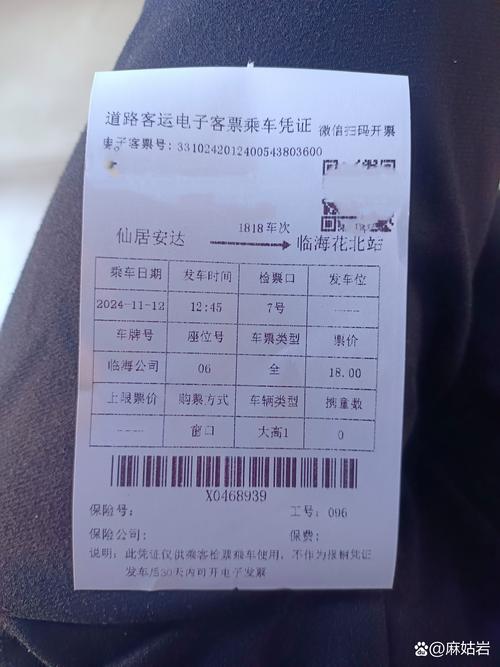 道路客运电子客票乘车凭证 微信扫码开票
电子客票号：3310242012400543803600
1818车次
仙居安达 临海花北站
乘车日期 发车时间 检票口 发车位
2024-11-12 12:45 7号 -----
车牌号 座位号 车票类型 票价
临海公司 06 全 18.00
上限票价 购票方式 车辆类型 携童数
----- 窗口 大高1 0
X0468939
保险号： 工号：096
保险公司： 保费：
说明：此凭证仅供乘客检票乘车使用，不作为报销凭证
发车后30天内可开电子发票
@麻姑岩